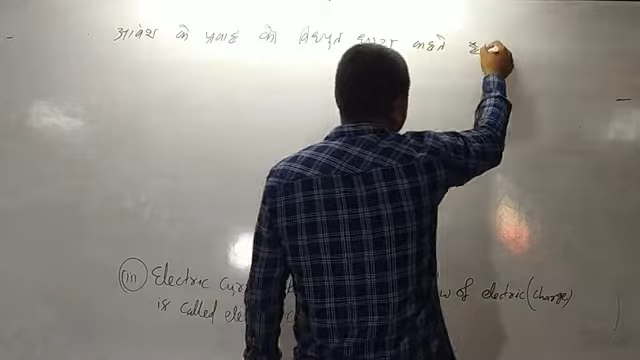 आवेश के प्रवाह को विद्युत धारा कहते हैं
(iii) Electric Cur of electric (charge)
is called ele